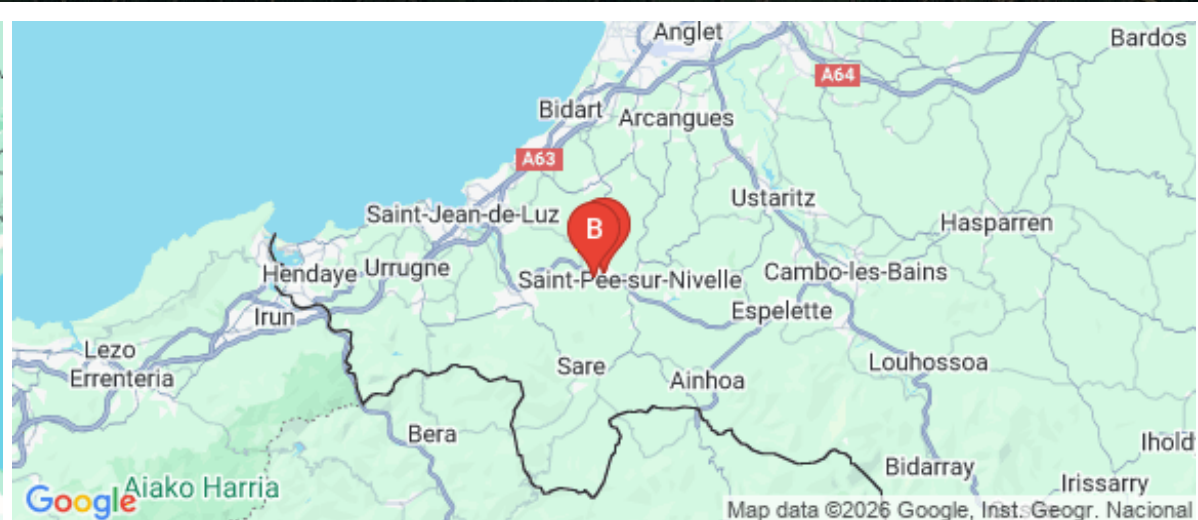 Anglet
Bardos
A64
Bidart
Arcangues
A63
Ustaritz
Saint-Jean-de-Luz
B
Hasparren
Hendaye
Urrugne
Saint-Pée-sur-Nivelle
Cambo-les-Bains
Irun
Espelette
Lezo
Errenteria
Sare
Ainhoa
Louhossoa
Bera
Bidarray
Iholdy
Irissarry
Aiako Harria
Google
Map data ©2026 Google, Inst. Geogr. Nacional